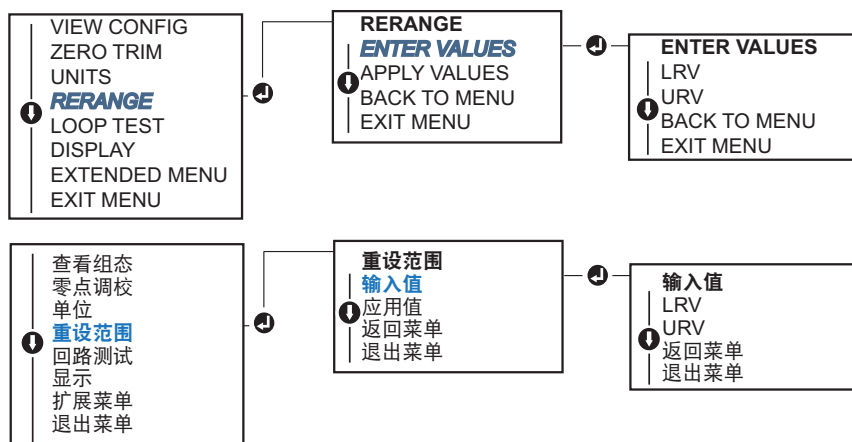 VIEW CONFIG
ZERO TRIM
UNITS
RERANGE
LOOP TEST
DISPLAY
EXTENDED MENU
EXIT MENU
RERANGE
ENTER VALUES
APPLY VALUES
BACK TO MENU
EXIT MENU
ENTER VALUES
LRV
URV
BACK TO MENU
EXIT MENU
查看组态
零点调校
单位
重设范围
回路测试
显示
扩展菜单
退出菜单
重设范围
输入值
应用值
返回菜单
退出菜单
输入值
LRV
URV
返回菜单
退出菜单